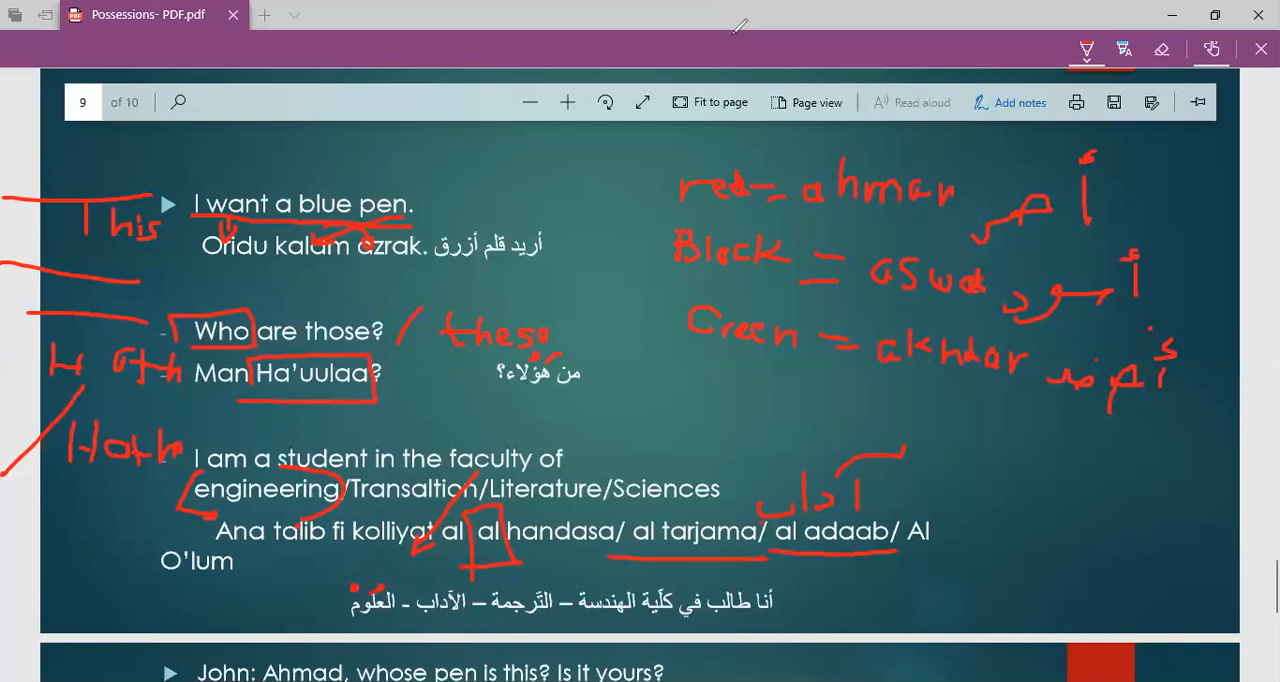 Possessions- PDF.pdf
9 of 10
Fit to page
Page view
Read aloud
Add notes
I want a blue pen.
Oridu kalam azrak. أريد قلم أزرق
This
red = ahmar أحمر
Black = aswad أسود
Green = akhdar أخضر
- Who are those? / these
- Man Ha’uulaa? من هؤلاء؟
Hath
Hath
- I am a student in the faculty of
engineering/Transaltion/Literature/Sciences
آداب
Ana talib fi kolliyat al al handasa/ al tarjama/ al adaab/ Al
O’lum
أنا طالب في كلّية الهندسة – التّرجمة – الآداب - العلوم
John: Ahmad, whose pen is this? Is it yours?